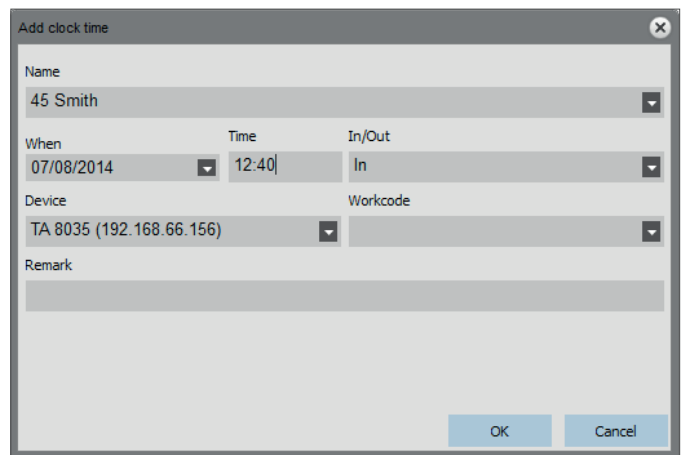 Add clock time
Name
45 Smith
When Time In/Out
07/08/2014 12:40 In
Device Workcode
TA 8035 (192.168.66.156)
Remark
OK Cancel